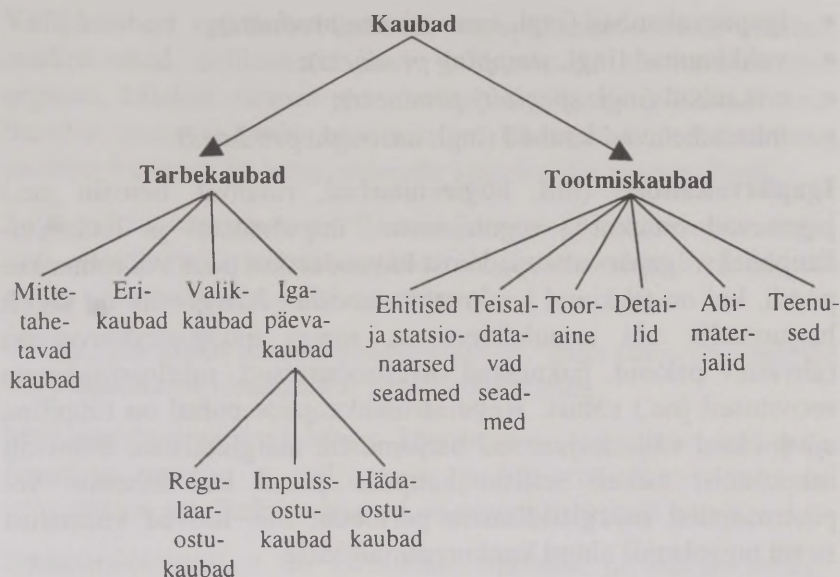 Kaubad
Tarbekaubad
Tootmiskaubad
Mitte-
tahe-
tavad
kaubad
Eri-
kaubad
Valik-
kaubad
Iga-
päeva-
kaubad
Ehitised
ja statsio-
naarsed
seadmed
Teisal-
data-
vad
sead-
med
Toor-
aine
Detai-
lid
Abi-
mater-
jalid
Teenu-
sed
Regu-
laar-
ostu-
kaubad
Impulss-
ostu-
kaubad
Häda-
ostu-
kaubad